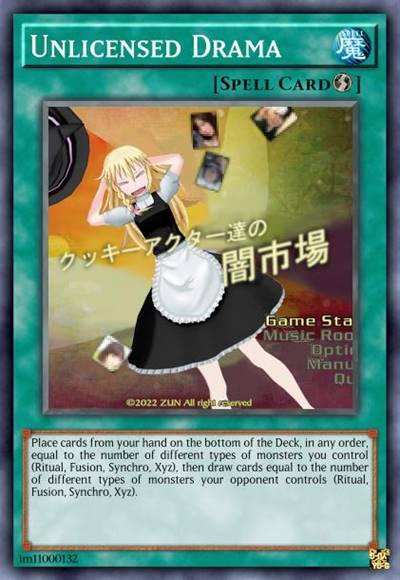 UNLICENSED DRAMA
[SPELL CARD]
魔
クッキーアクター達の
闇市場
Game Sta
Music Roo
Opti
Manu
Qu
©2022 ZUN All right reserved
Place cards from your hand on the bottom of the Deck, in any order,
equal to the number of different types of monsters you control
(Ritual, Fusion, Synchro, Xyz), then draw cards equal to the number
of different types of monsters your opponent controls (Ritual,
Fusion, Synchro, Xyz).
im11000132